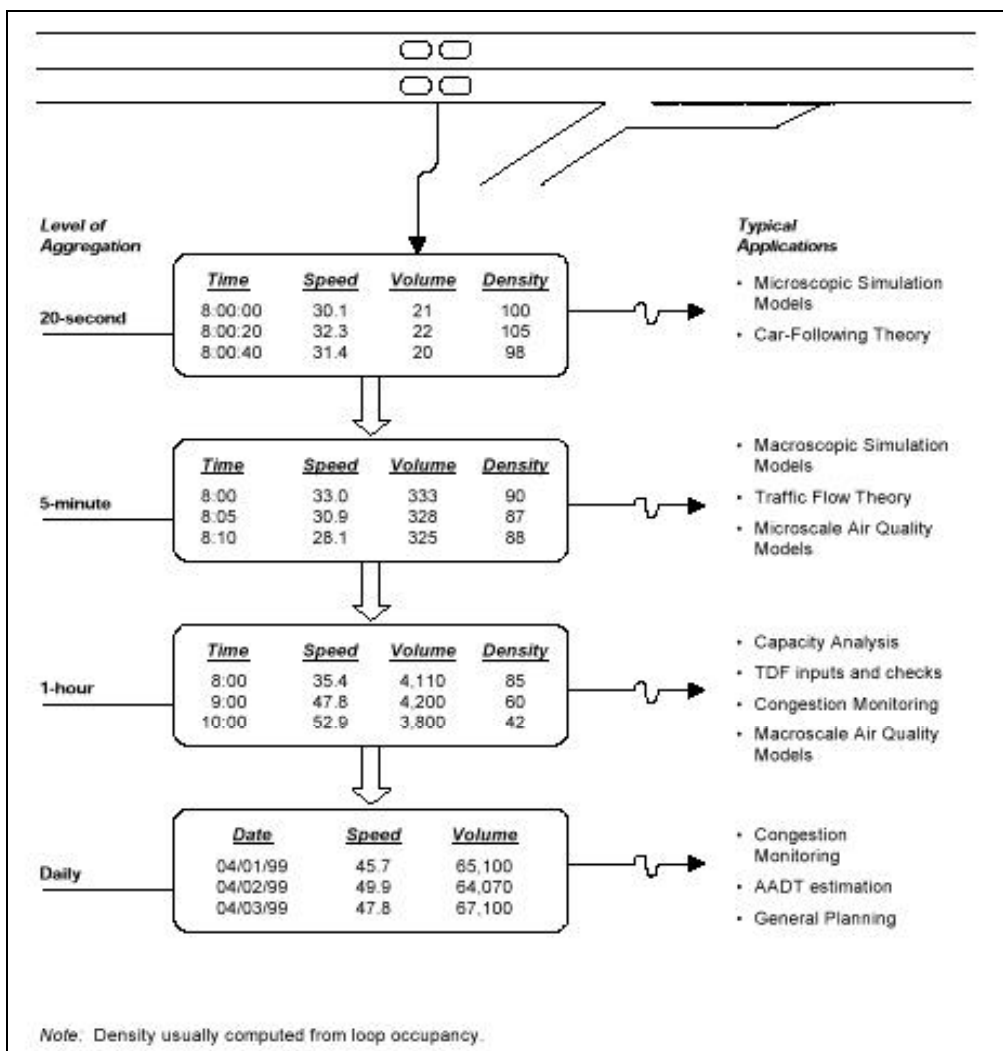 Level of
Aggregation
Typical
Applications
Time Speed Volume Density
20-second
8:00:00 30.1 21 100
8:00:20 32.3 22 105
8:00:40 31.4 20 98
• Microscopic Simulation
Models
• Car-Following Theory
Time Speed Volume Density
5-minute
8:00 33.0 333 90
8:05 30.9 328 87
8:10 28.1 325 88
• Macroscopic Simulation
Models
• Traffic Flow Theory
• Microscale Air Quality
Models
Time Speed Volume Density
1-hour
8:00 35.4 4,110 85
9:00 47.8 4,200 60
10:00 52.9 3,800 42
• Capacity Analysis
• TDF inputs and checks
• Congestion Monitoring
• Macroscale Air Quality
Models
Date Speed Volume
Daily
04/01/99 45.7 65,100
04/02/99 49.9 64,070
04/03/99 47.8 67,100
• Congestion
Monitoring
• AADT estimation
• General Planning
Note: Density usually computed from loop occupancy.